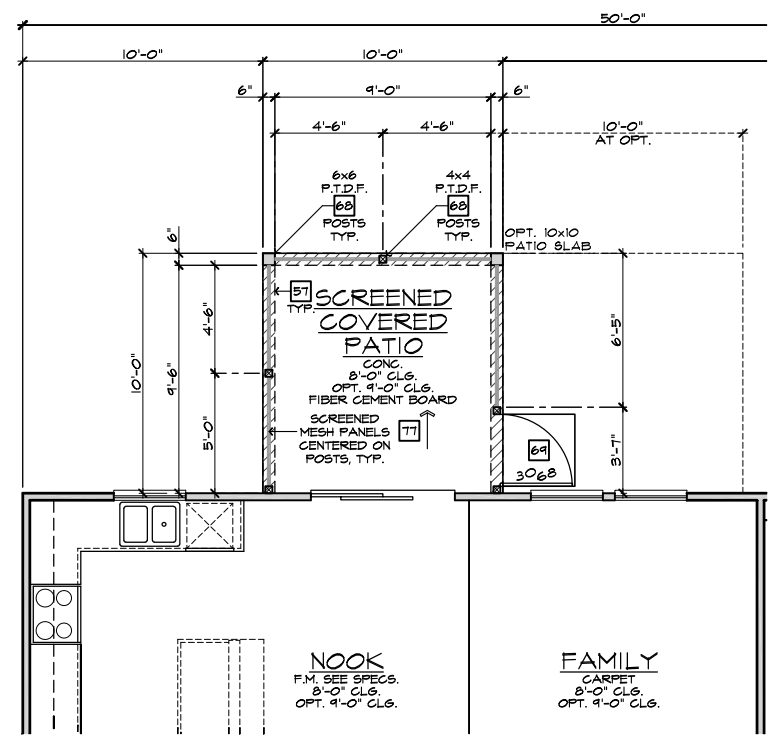 50'-0"
10'-0"
10'-0"
6"
9'-0"
6"
4'-6"
4'-6"
10'-0"
AT OPT.
6x6
P.T.D.F.
68
POSTS
TYP.
4x4
P.T.D.F.
68
POSTS
TYP.
OPT. 10x10
PATIO SLAB
6"
10'-0"
9'-6"
4'-6"
5'-0"
57
TYP.
SCREENED
COVERED
PATIO
CONC.
8'-0" CLG.
OPT. 9'-0" CLG.
FIBER CEMENT BOARD
SCREENED
MESH PANELS
CENTERED ON
POSTS, TYP.
77
6'-5"
3'-7"
69
3068
NOOK
F.M. SEE SPECS.
8'-0" CLG.
OPT. 9'-0" CLG.
FAMILY
CARPET
8'-0" CLG.
OPT. 9'-0" CLG.